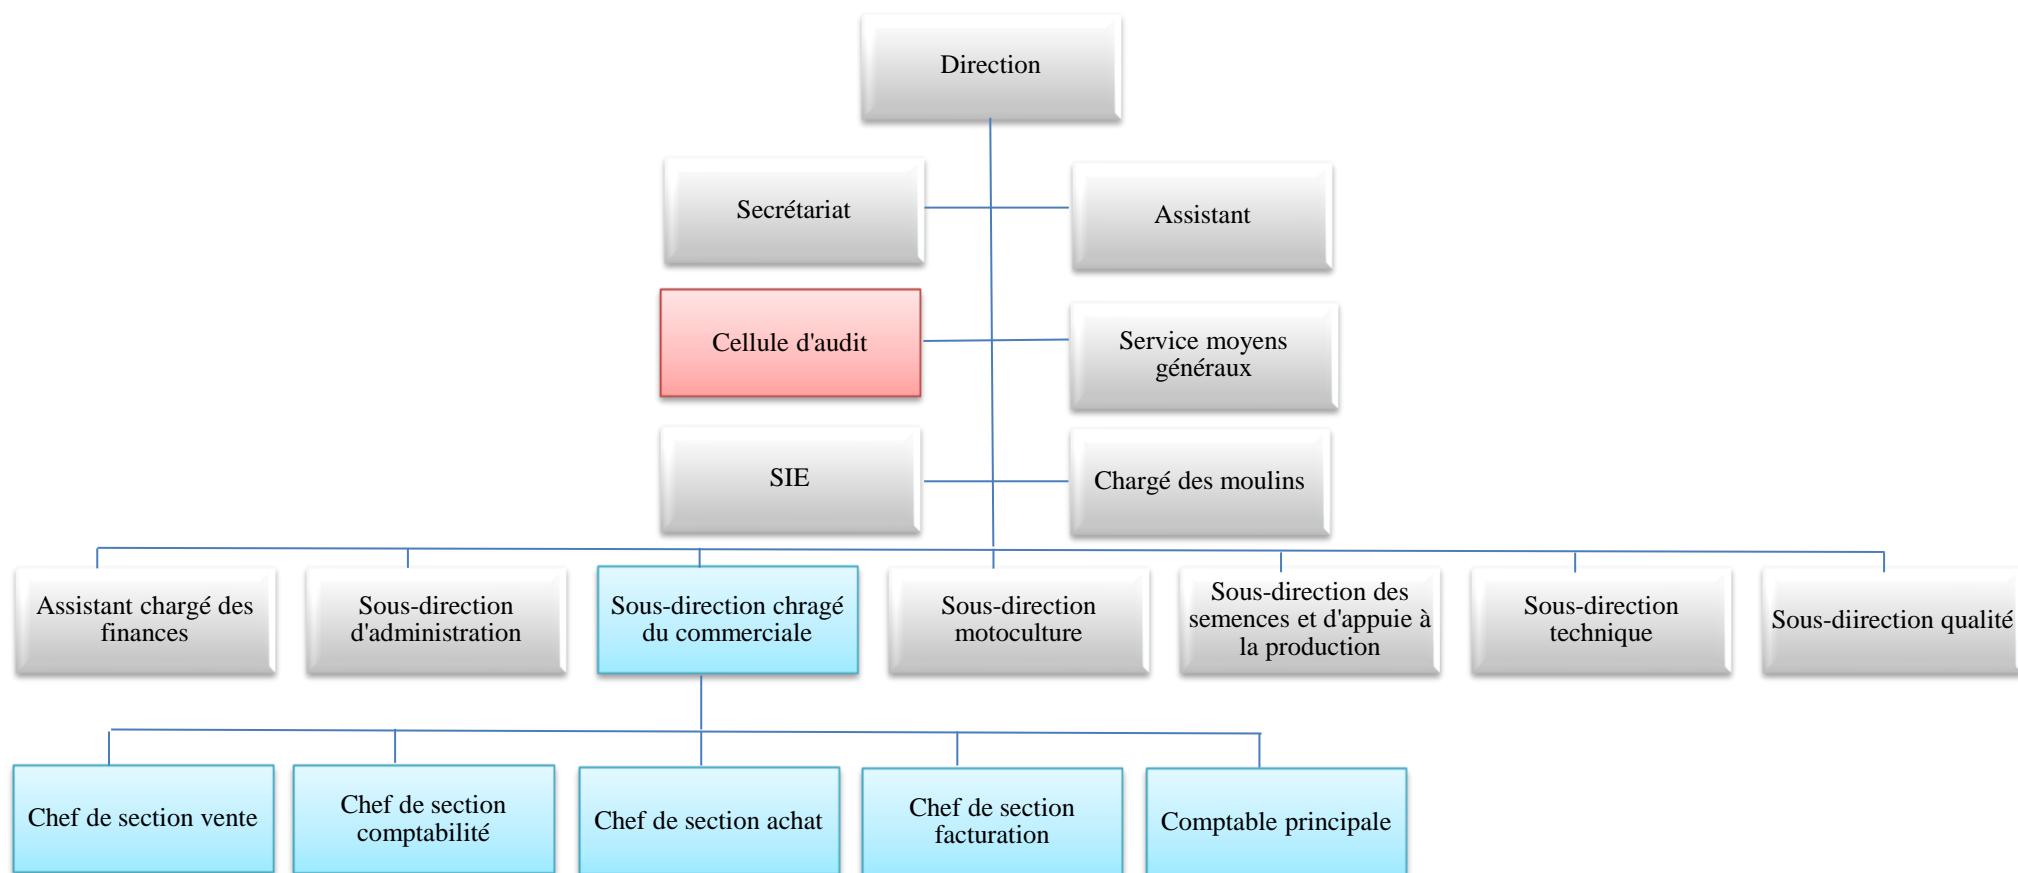 Direction
Secrétariat
Assistant
Cellule d'audit
Service moyens
généraux
SIE
Chargé des moulins
Assistant chargé des
finances
Sous-direction
d'administration
Sous-direction chragé
du commerciale
Sous-direction
motoculture
Sous-direction des
semences et d'appuie à
la production
Sous-direction
technique
Sous-diirection qualité
Chef de section vente
Chef de section
comptabilité
Chef de section achat
Chef de section
facturation
Comptable principale